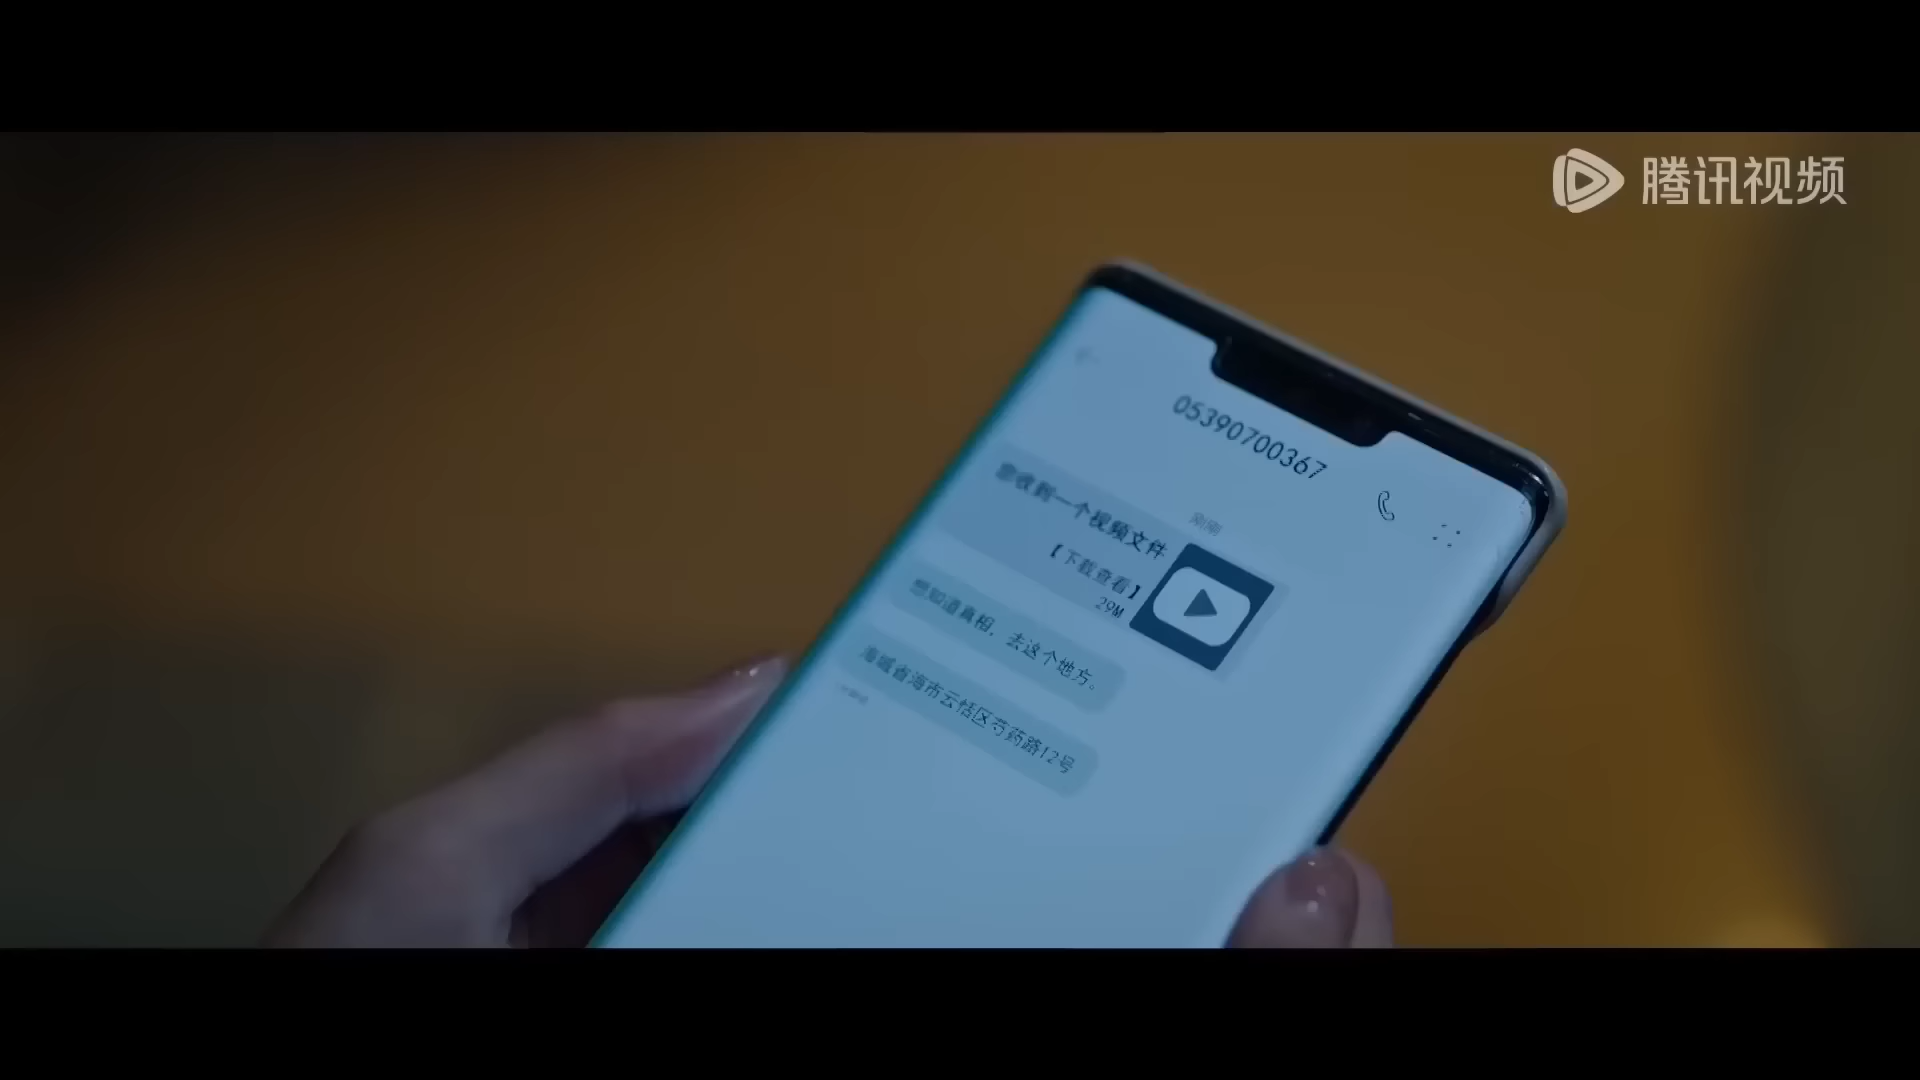 腾讯视频
05390700367
刚刚
您收到一个视频文件
【下载查看】
29M
想知道真相，去这个地方。
海城省海市云恬区芍药路12号